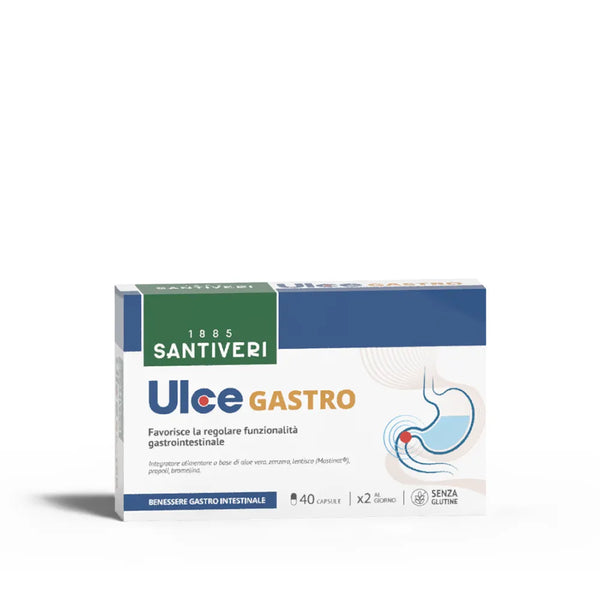 Ulce GASTRO
1885
SANTIVERI
Ulce GASTRO
Favorisce la regolare funzionalità
gastrointestinale
Integratore alimentare a base di aloe vera, zenzero, lentisco (Mastinat®),
propoli, bromelina.
BENESSERE GASTRO INTESTINALE
40 CAPSULE
x2 AL GIORNO
SENZA GLUTINE